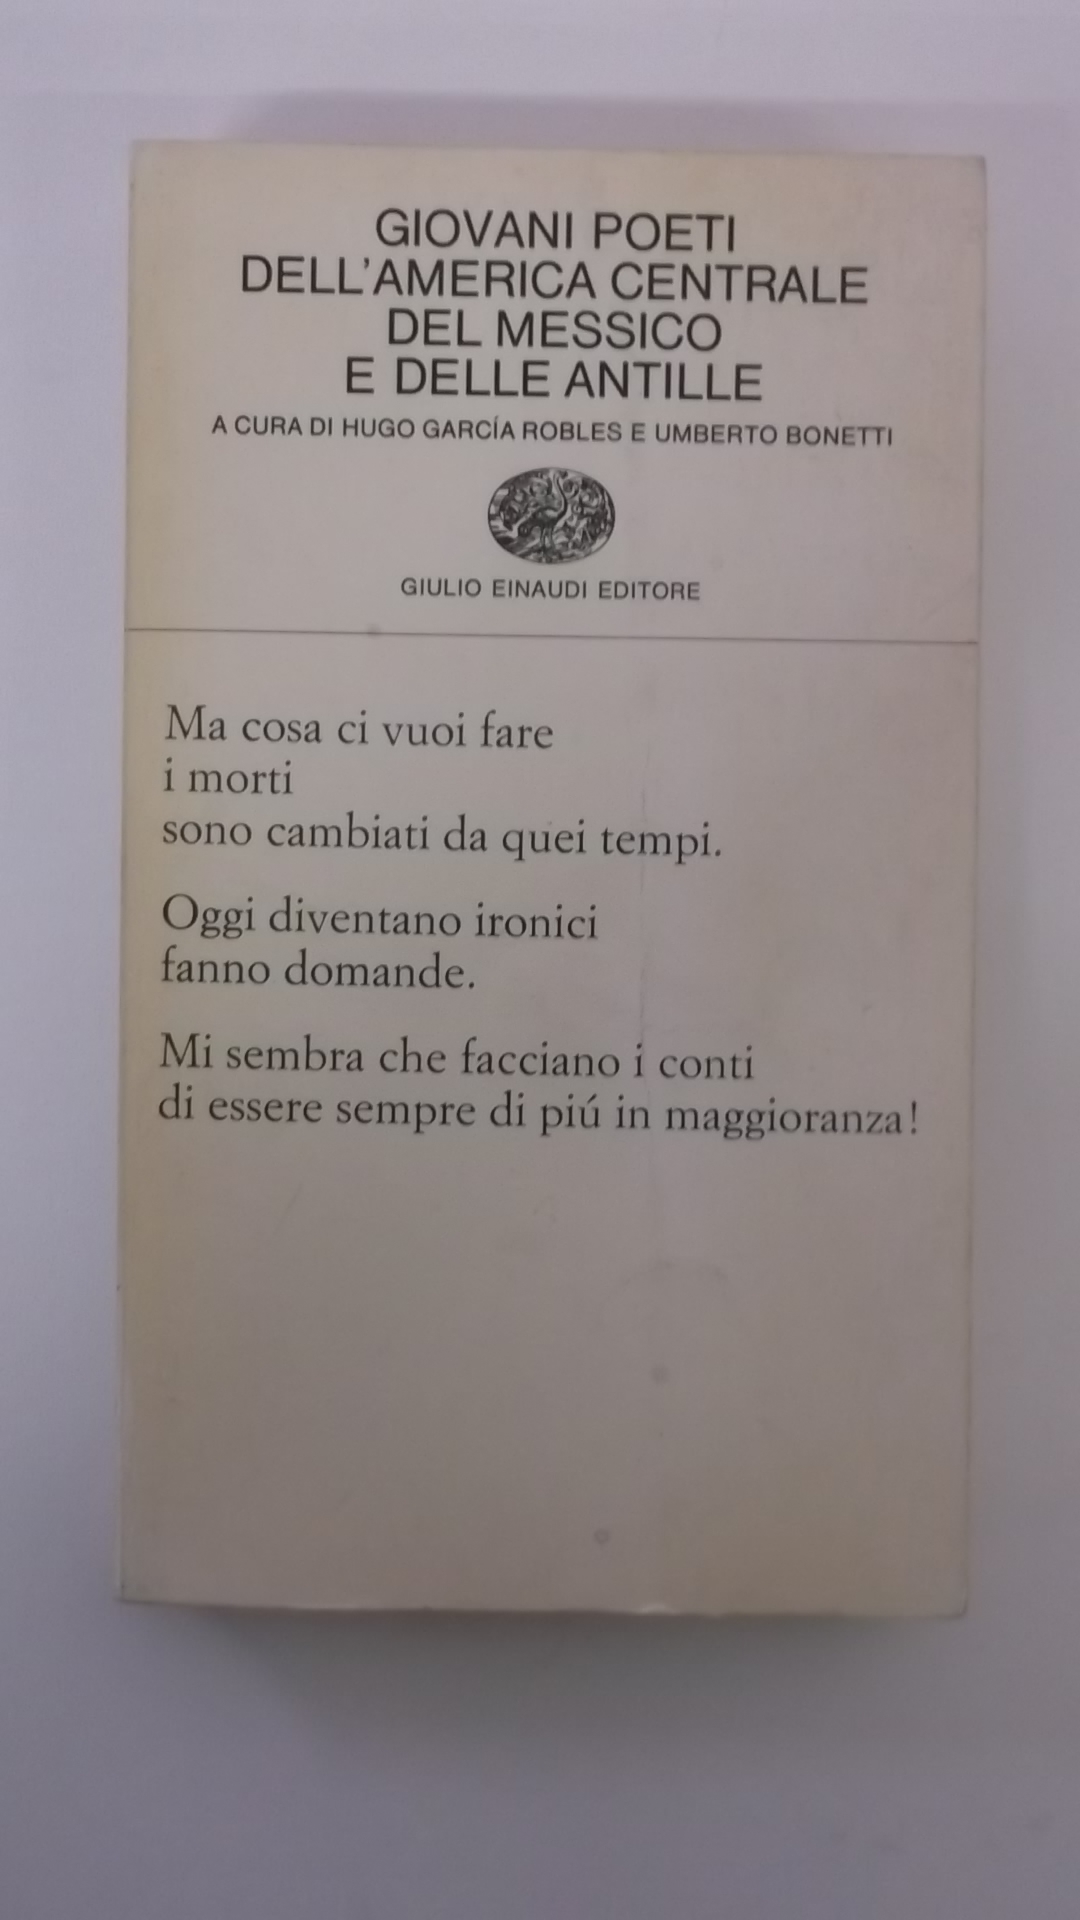 GIOVANI POETI
DELL'AMERICA CENTRALE
DEL MESSICO
E DELLE ANTILLE
A CURA DI HUGO GARCÍA ROBLES E UMBERTO BONETTI
GIULIO EINAUDI EDITORE
Ma cosa ci vuoi fare
i morti
sono cambiati da quei tempi.
Oggi diventano ironici
fanno domande.
Mi sembra che facciano i conti
di essere sempre di piú in maggioranza!